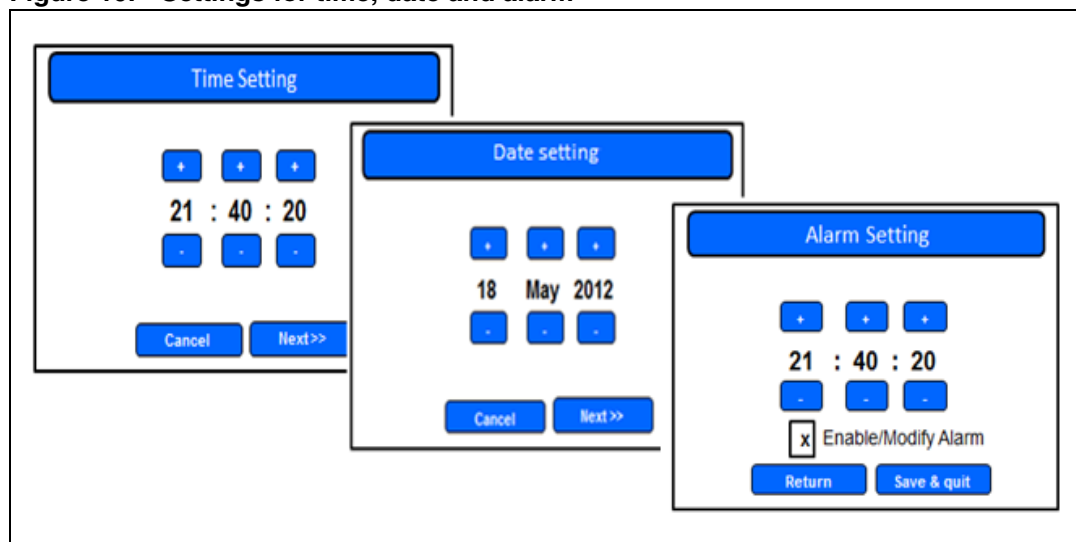 Time Setting
+ + +
21 : 40 : 20
- - -
Cancel Next>>
Date setting
+ + +
18 May 2012
- - -
Cancel Next>>
Alarm Setting
+ + +
21 : 40 : 20
- - -
x Enable/Modify Alarm
Return Save & quit